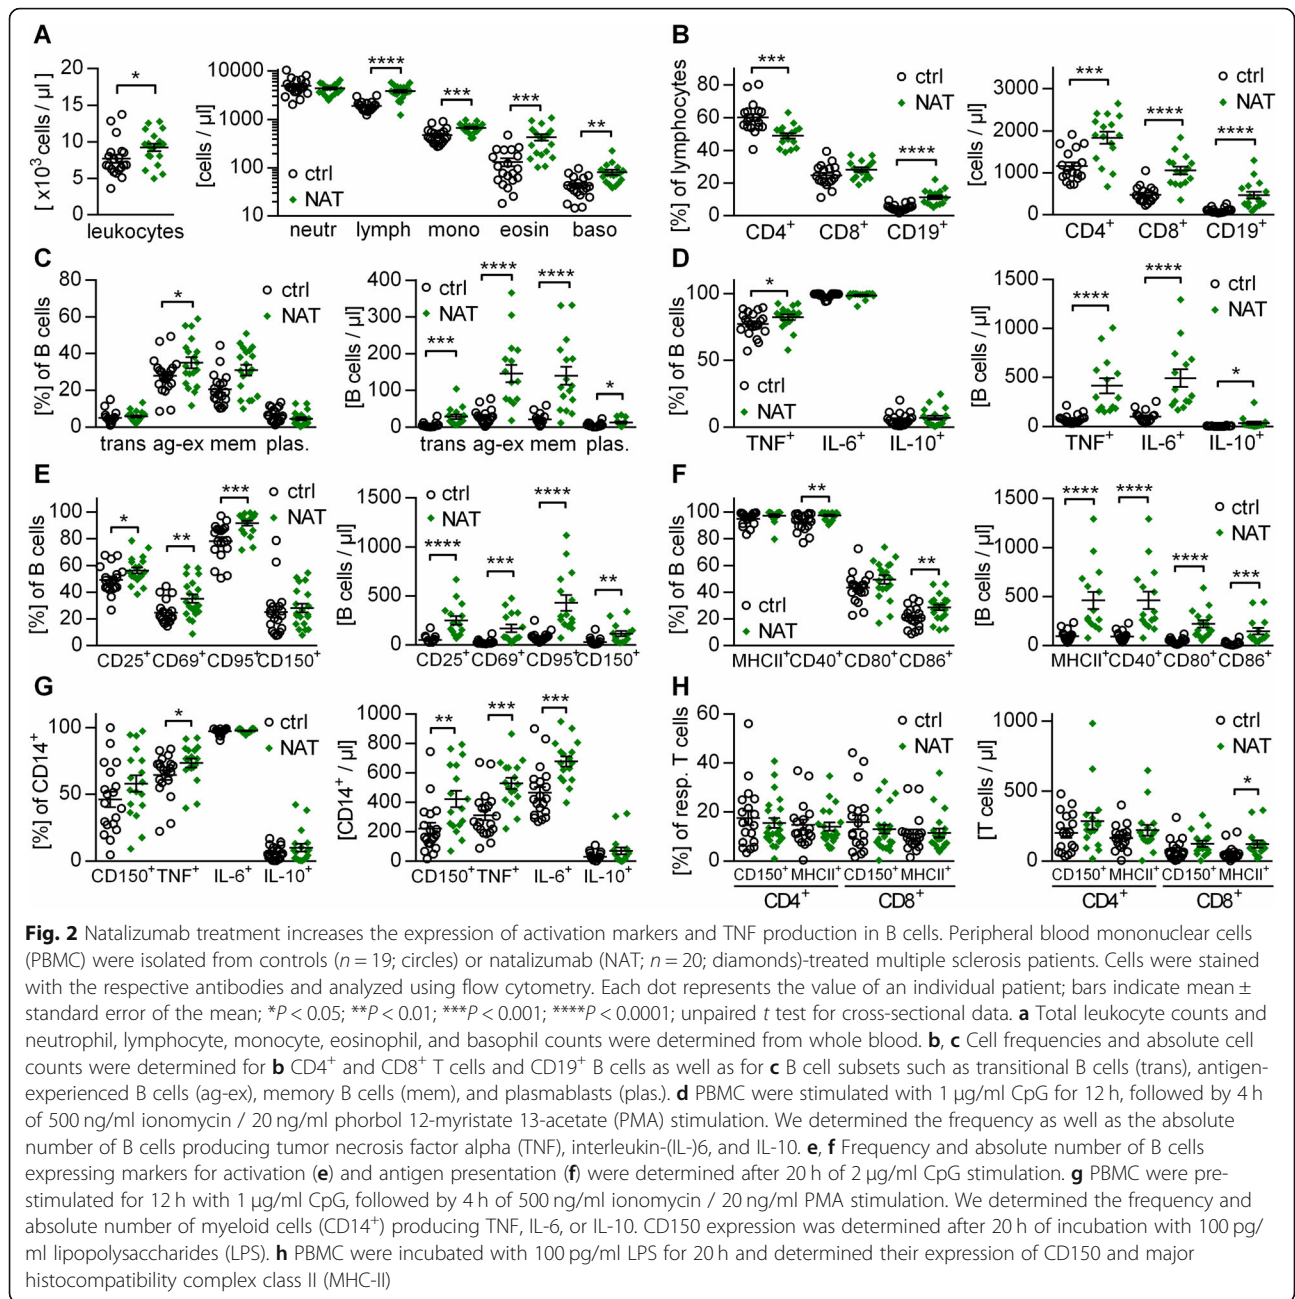 A
20
15
10
5
0
[ x10³ cells / µl ]
*
leukocytes
10000
1000
100
10
[cells / µl]
****
***
***
**
ctrl
NAT
neutr lymph mono eosin baso
B
80
60
40
20
0
[%] of lymphocytes
***
****
ctrl
NAT
CD4⁺ CD8⁺ CD19⁺
3000
2000
1000
0
[cells / µl]
***
****
****
ctrl
NAT
CD4⁺ CD8⁺ CD19⁺
C
80
60
40
20
0
[%] of B cells
*
ctrl
NAT
trans ag-ex mem plas.
400
300
200
100
0
[B cells / µl]
***
****
****
*
ctrl
NAT
trans ag-ex mem plas.
D
100
50
0
[%] of B cells
*
ctrl
NAT
TNF⁺ IL-6⁺ IL-10⁺
1500
1000
500
0
[B cells / µl]
****
****
*
ctrl
NAT
TNF⁺ IL-6⁺ IL-10⁺
E
100
80
60
40
20
0
[%] of B cells
*
**
***
ctrl
NAT
CD25⁺ CD69⁺ CD95⁺ CD150⁺
1500
1000
500
0
[B cells / µl]
****
***
****
**
ctrl
NAT
CD25⁺ CD69⁺ CD95⁺ CD150⁺
F
100
80
60
40
20
0
[%] of B cells
**
**
ctrl
NAT
MHCII⁺ CD40⁺ CD80⁺ CD86⁺
1500
1000
500
0
[B cells / µl]
****
****
****
***
ctrl
NAT
MHCII⁺ CD40⁺ CD80⁺ CD86⁺
G
100
50
0
[%] of CD14⁺
*
ctrl
NAT
CD150⁺ TNF⁺ IL-6⁺ IL-10⁺
1000
800
600
400
200
0
[CD14⁺ / µl]
**
***
***
ctrl
NAT
CD150⁺ TNF⁺ IL-6⁺ IL-10⁺
H
60
40
20
0
[%] of resp. T cells
ctrl
NAT
CD150⁺ MHCII⁺ CD150⁺ MHCII⁺
CD4⁺ CD8⁺
1000
500
0
[T cells / µl]
*
ctrl
NAT
CD150⁺ MHCII⁺ CD150⁺ MHCII⁺
CD4⁺ CD8⁺
Fig. 2 Natalizumab treatment increases the expression of activation markers and TNF production in B cells. Peripheral blood mononuclear cells
(PBMC) were isolated from controls (n = 19; circles) or natalizumab (NAT; n = 20; diamonds)-treated multiple sclerosis patients. Cells were stained
with the respective antibodies and analyzed using flow cytometry. Each dot represents the value of an individual patient; bars indicate mean ±
standard error of the mean; *P < 0.05; **P < 0.01; ***P < 0.001; ****P < 0.0001; unpaired t test for cross-sectional data. a Total leukocyte counts and
neutrophil, lymphocyte, monocyte, eosinophil, and basophil counts were determined from whole blood. b, c Cell frequencies and absolute cell
counts were determined for b CD4⁺ and CD8⁺ T cells and CD19⁺ B cells as well as for c B cell subsets such as transitional B cells (trans), antigen-
experienced B cells (ag-ex), memory B cells (mem), and plasmablasts (plas.). d PBMC were stimulated with 1 µg/ml CpG for 12 h, followed by 4 h
of 500 ng/ml ionomycin / 20 ng/ml phorbol 12-myristate 13-acetate (PMA) stimulation. We determined the frequency as well as the absolute
number of B cells producing tumor necrosis factor alpha (TNF), interleukin-(IL-)6, and IL-10. e, f Frequency and absolute number of B cells
expressing markers for activation (e) and antigen presentation (f) were determined after 20 h of 2 µg/ml CpG stimulation. g PBMC were pre-
stimulated for 12 h with 1 µg/ml CpG, followed by 4 h of 500 ng/ml ionomycin / 20 ng/ml PMA stimulation. We determined the frequency and
absolute number of myeloid cells (CD14⁺) producing TNF, IL-6, or IL-10. CD150 expression was determined after 20 h of incubation with 100 pg/
ml lipopolysaccharides (LPS). h PBMC were incubated with 100 pg/ml LPS for 20 h and determined their expression of CD150 and major
histocompatibility complex class II (MHC-II)